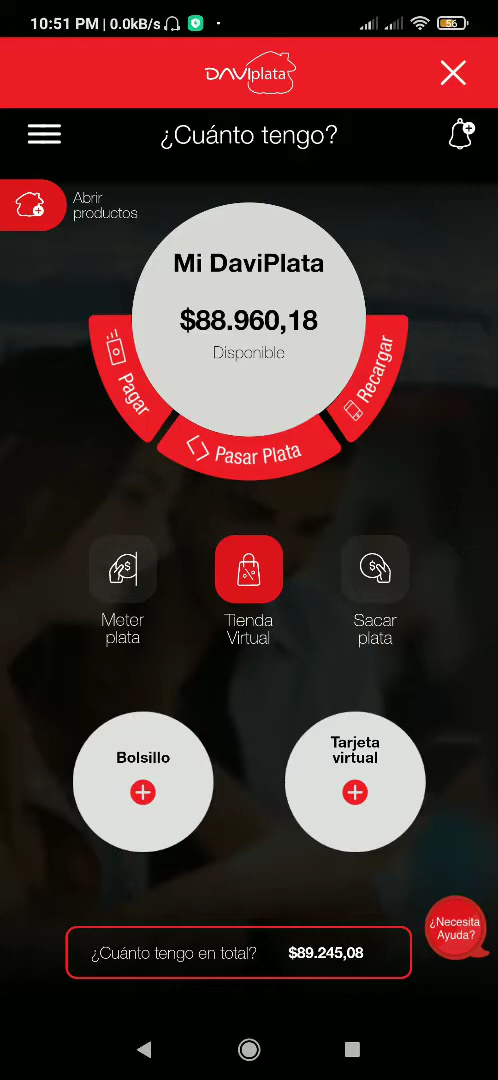 10:51 PM | 0.0kB/s
56
DAVIplata
¿Cuánto tengo?
Abrir
productos
Mi DaviPlata
$88.960,18
Disponible
Pagar
Pasar Plata
Recargar
Meter
plata
Tienda
Virtual
Sacar
plata
Bolsillo
Tarjeta
virtual
¿Necesita
Ayuda?
¿Cuánto tengo en total? $89.245,08